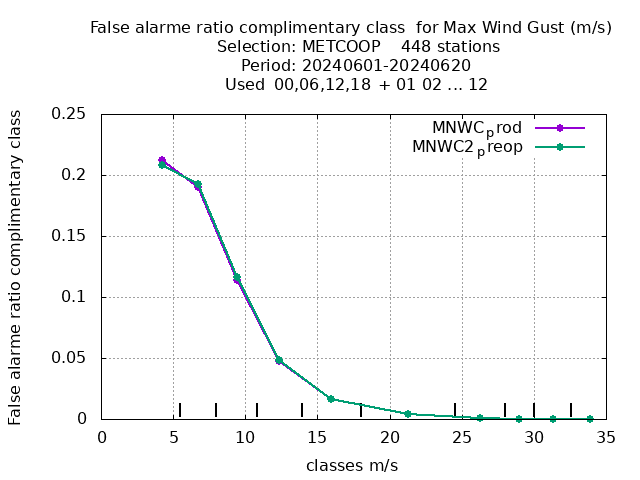 False alarme ratio complimentary class  for Max Wind Gust (m/s)
Selection: METCOOP    448 stations
Period: 20240601-20240620
Used  00,06,12,18 + 01 02 ... 12
MNWCprod
MNWC2preop
False alarme ratio complimentary class
0.25
0.2
0.15
0.1
0.05
0
0 5 10 15 20 25 30 35
classes m/s